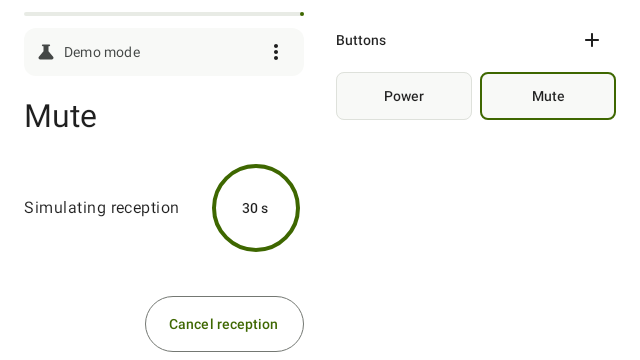 Demo mode
Mute
Simulating reception
30 s
Cancel reception
Buttons
Power
Mute